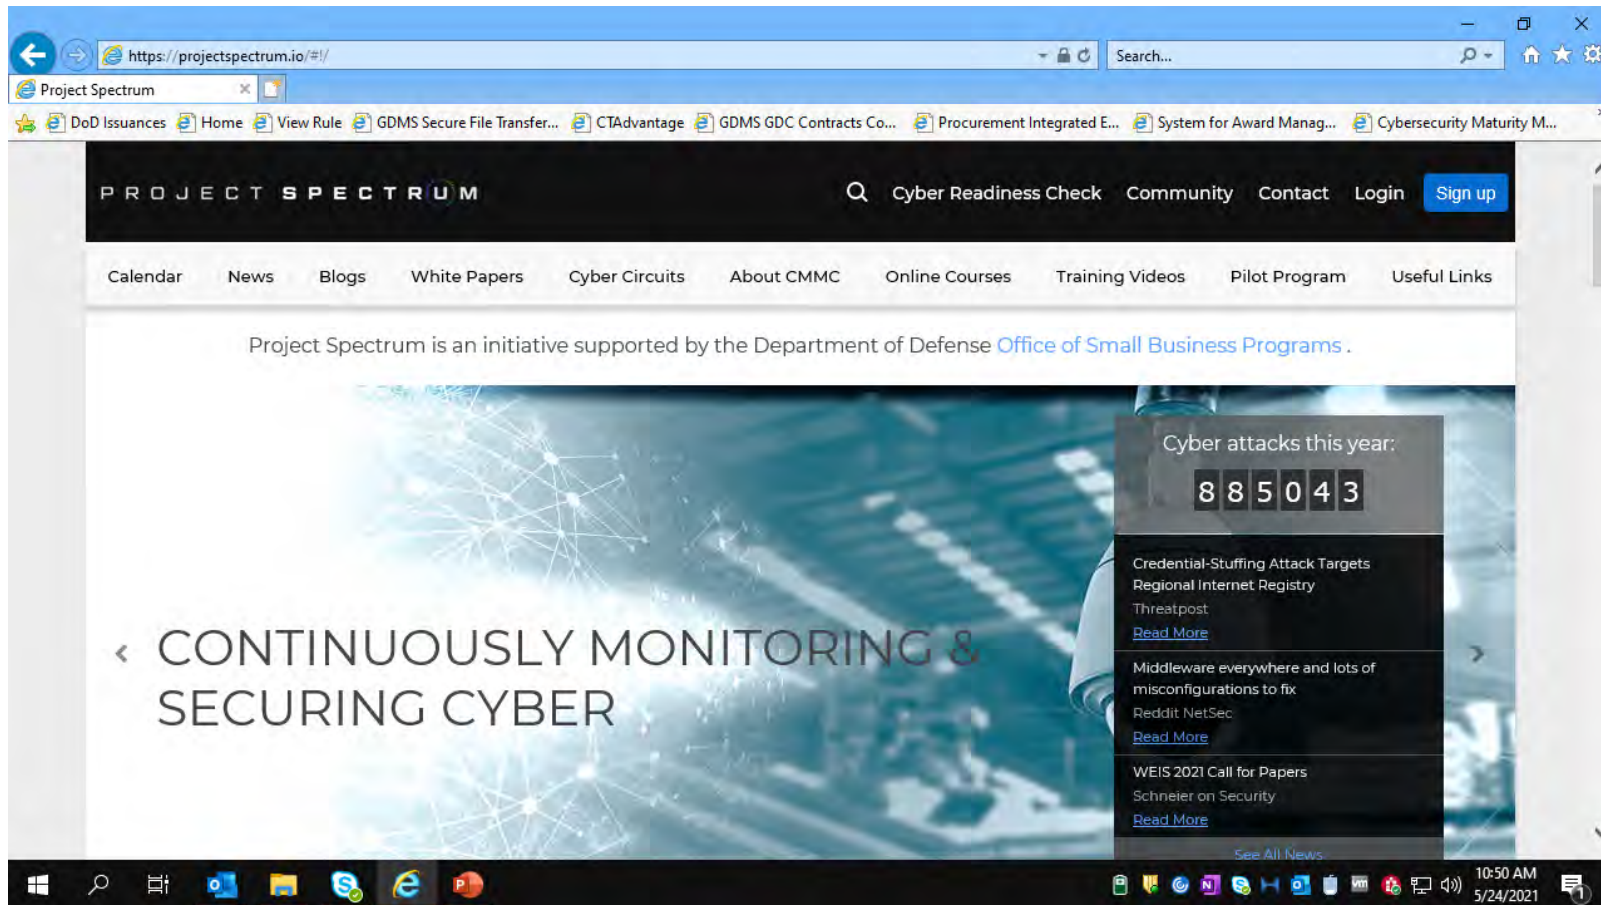 https://projectspectrum.io/#!/
Search...
Project Spectrum
DoD Issuances Home View Rule GDMS Secure File Transfer... CTAdvantage GDMS GDC Contracts Co... Procurement Integrated E... System for Award Manag... Cybersecurity Maturity M...
PROJECT SPECTRUM
Cyber Readiness Check Community Contact Login Sign up
Calendar News Blogs White Papers Cyber Circuits About CMMC Online Courses Training Videos Pilot Program Useful Links
Project Spectrum is an initiative supported by the Department of Defense Office of Small Business Programs .
Cyber attacks this year:
885043
Credential-Stuffing Attack Targets
Regional Internet Registry
Threatpost
Read More
Middleware everywhere and lots of
misconfigurations to fix
Reddit NetSec
Read More
WEIS 2021 Call for Papers
Schneier on Security
Read More
See All News
CONTINUOUSLY MONITORING &
SECURING CYBER
10:50 AM
5/24/2021
1